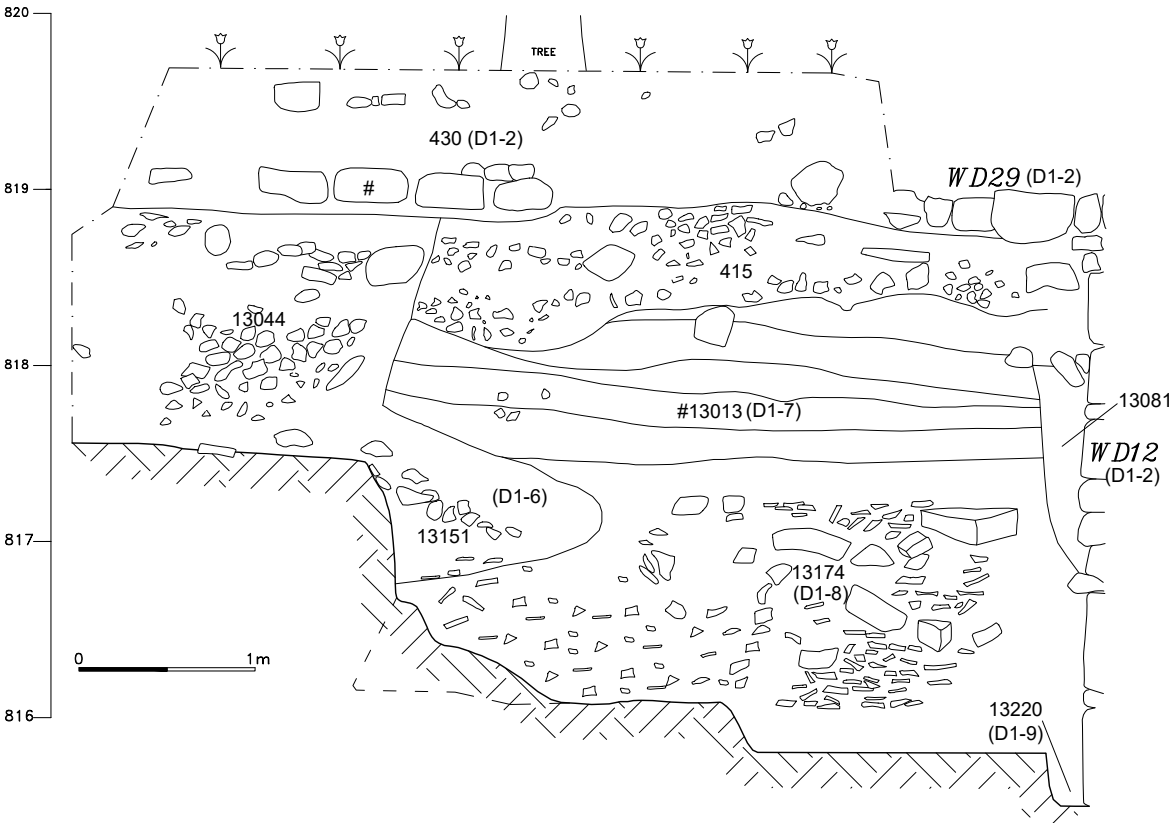 820
TREE
430 (D1-2)
819
#
WD29 (D1-2)
415
13044
818
#13013 (D1-7)
13081
WD12
(D1-2)
(D1-6)
817
13151
13174
(D1-8)
0 1m
816
13220
(D1-9)